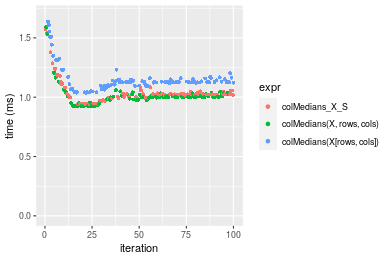 1.5
1.0
0.5
0.0
time (ms)
0
25
50
75
100
iteration
expr
colMedians_X_S
colMedians(X, rows, cols)
colMedians(X[rows, cols])